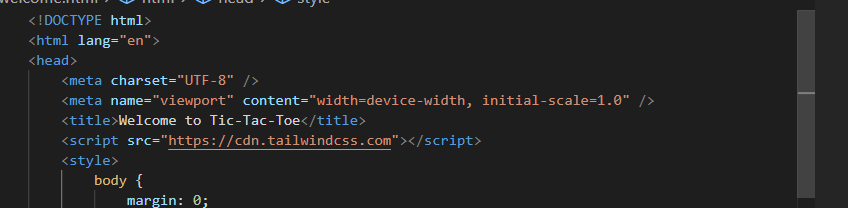 welcome.html > html > head > style
<!DOCTYPE html>
<html lang="en">
<head>
<meta charset="UTF-8" />
<meta name="viewport" content="width=device-width, initial-scale=1.0" />
<title>Welcome to Tic-Tac-Toe</title>
<script src="https://cdn.tailwindcss.com"></script>
<style>
body {
margin: 0;